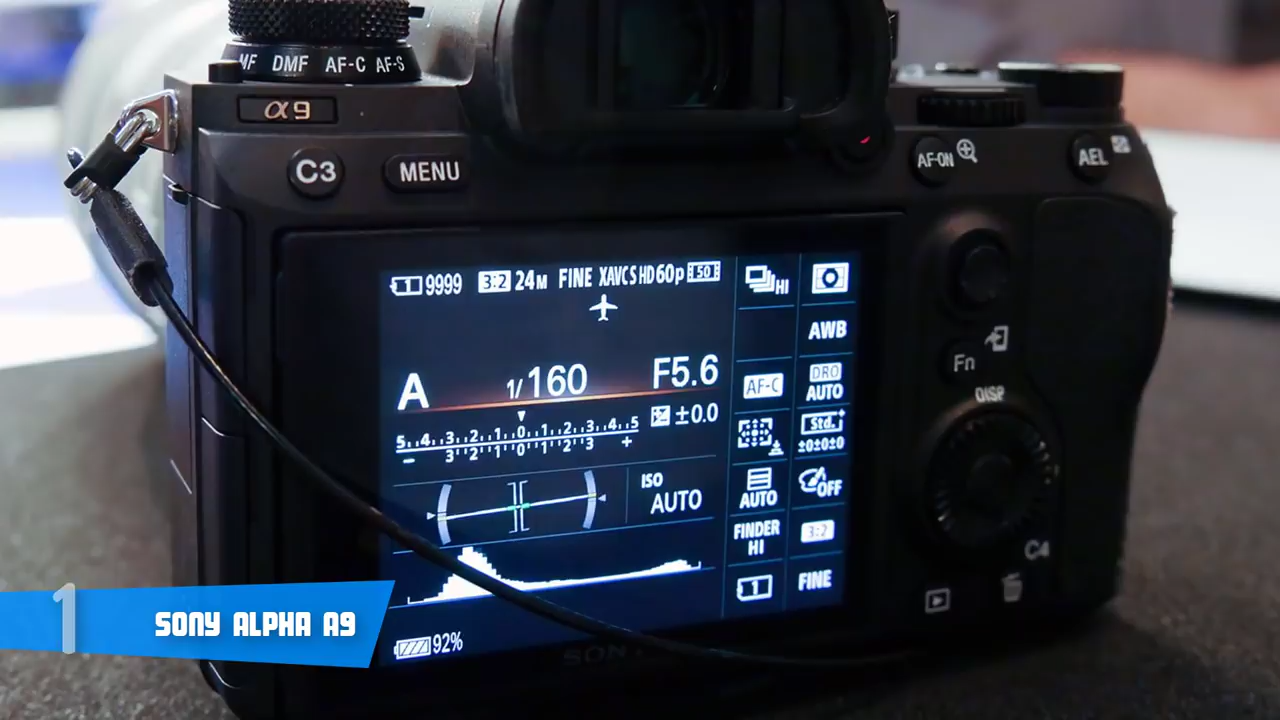 MF DMF AF-C AF-S
α9
C3 MENU
AF-ON AEL
1 9999 3:2 24M FINE XAVC S HD 60p 50
HI
AWB
A 1/160 F5.6
AF-C DRO AUTO
±0.0
5 4 3 2 1 0 1 2 3 4 5
− 3 2 1 0 1 2 3 +
Std.
±0±0±0
ISO AUTO
AUTO OFF
FINDER HI 3:2
1 FINE
92%
Fn
DISP
C4
SONY
1 SONY ALPHA A9